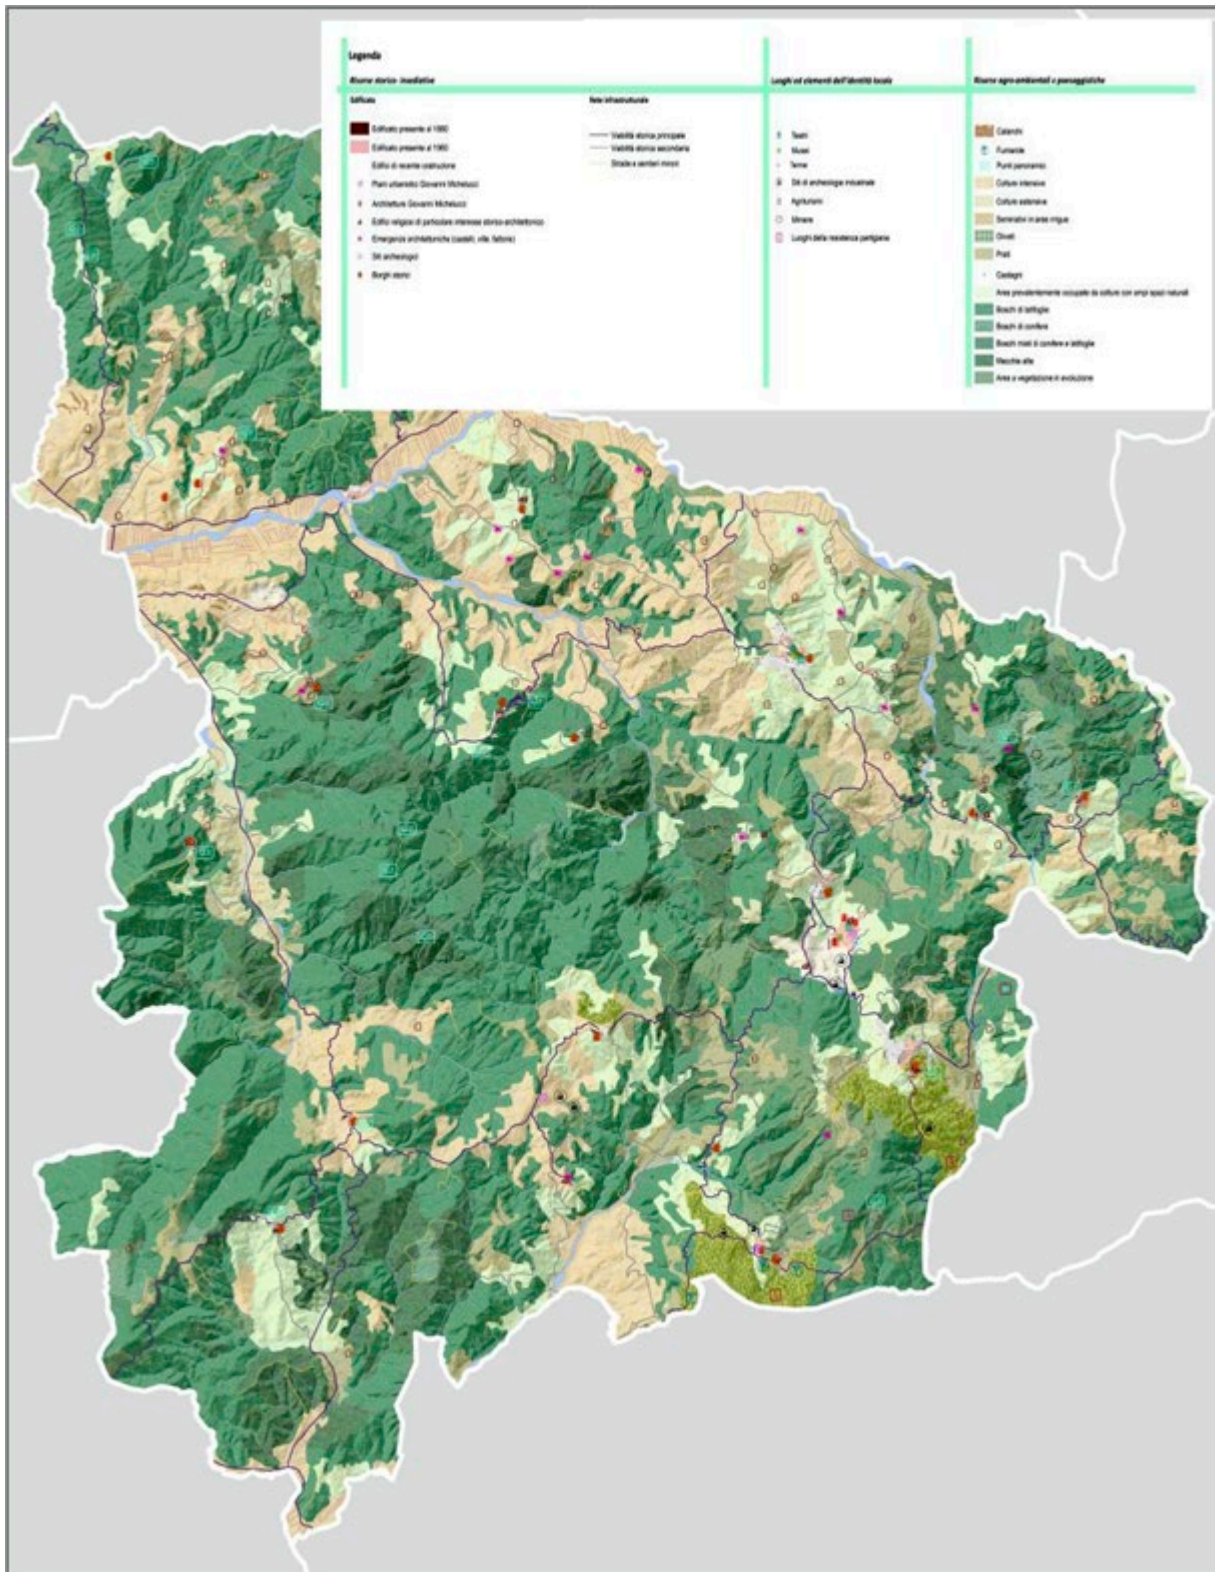 Legenda
Risorse storico- insediative
Edificato
Edificato presente al 1880
Edificato presente al 1960
Edifici di recente costruzione
Piani urbanistici Giovanni Michelucci
Architetture Giovanni Michelucci
Edifici religiosi di particolare interesse storico-architettonico
Emergenze architettoniche (castelli, ville, fattorie)
Siti archeologici
Borghi storici
Rete infrastrutturale
Viabilità storica principale
Viabilità storica secondaria
Strade e sentieri minori
Luoghi ed elementi dell'identità locale
Teatri
Musei
Terme
Siti di archeologia industriale
Agriturismi
Miniere
Luoghi della resistenza partigiana
Risorse agro-ambientali e paesaggistiche
Calanchi
Fumarole
Punti panoramici
Colture intensive
Colture estensive
Seminativi in aree irrigue
Oliveti
Prati
Castagni
Aree prevalentemente occupate da colture con ampi spazi naturali
Boschi di latifoglie
Boschi di conifere
Boschi misti di conifere e latifoglie
Macchia alta
Aree a vegetazione in evoluzione